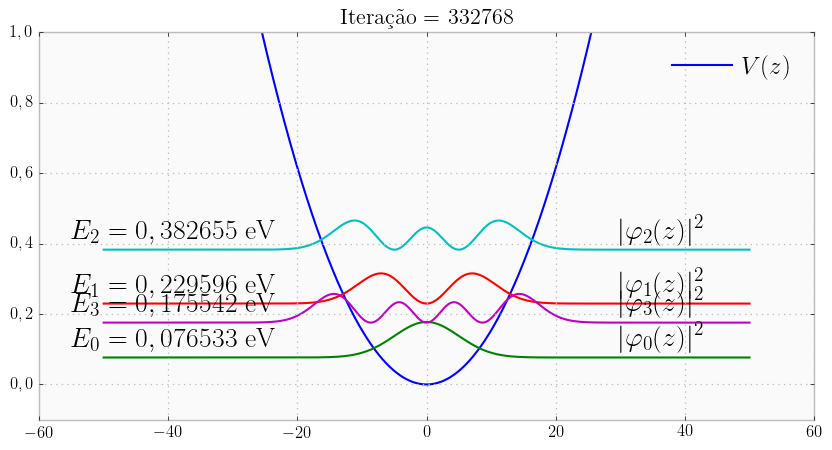 Iteração = 332768
1,0
0,8
0,6
0,4
0,2
0,0
V(z)
E₂ = 0,382655 eV
|φ₂(z)|²
E₁ = 0,229596 eV
|φ₁(z)|²
E₃ = 0,175542 eV
|φ₃(z)|²
E₀ = 0,076533 eV
|φ₀(z)|²
−60 −40 −20 0 20 40 60